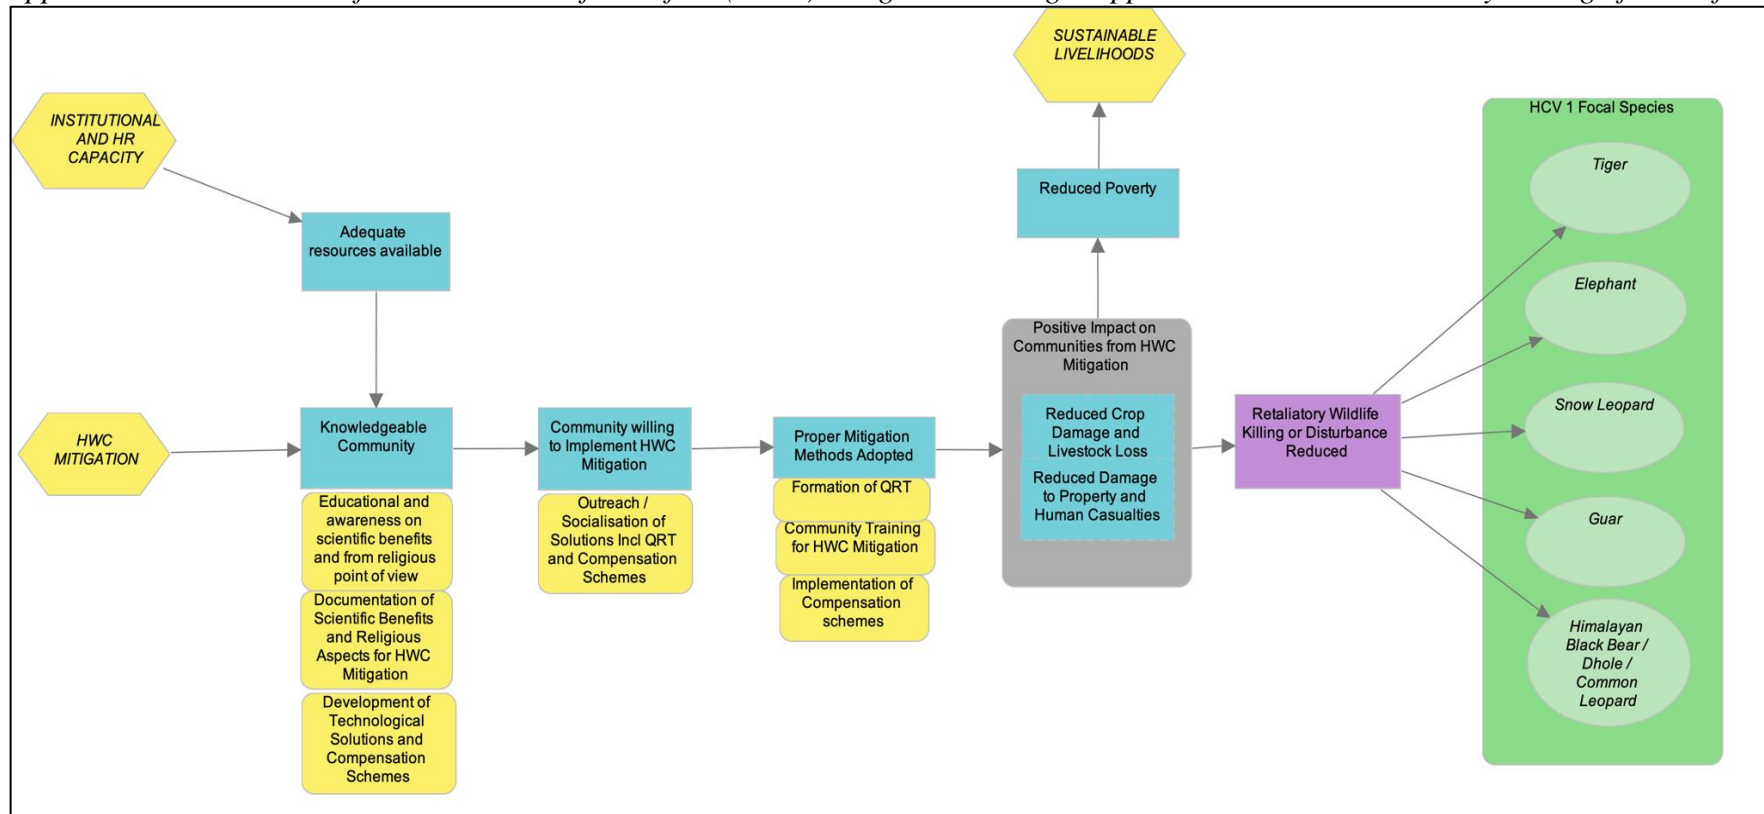 SUSTAINABLE
LIVELIHOODS
INSTITUTIONAL
AND HR
CAPACITY
HCV 1 Focal Species
Tiger
Reduced Poverty
Adequate
resources available
Elephant
Positive Impact on
Communities from HWC
Mitigation
HWC
MITIGATION
Knowledgeable
Community
Community willing
to Implement HWC
Mitigation
Proper Mitigation
Methods Adopted
Reduced Crop
Damage and
Livestock Loss
Reduced Damage
to Property and
Human Casualties
Retaliatory Wildlife
Killing or Disturbance
Reduced
Snow Leopard
Educational and
awareness on
scientific benefits
and from religious
point of view
Documentation of
Scientific Benefits
and Religious
Aspects for HWC
Mitigation
Development of
Technological
Solutions and
Compensation
Schemes
Outreach /
Socialisation of
Solutions Incl QRT
and Compensation
Schemes
Formation of QRT
Community Training
for HWC Mitigation
Implementation of
Compensation
schemes
Guar
Himalayan
Black Bear /
Dhole /
Common
Leopard